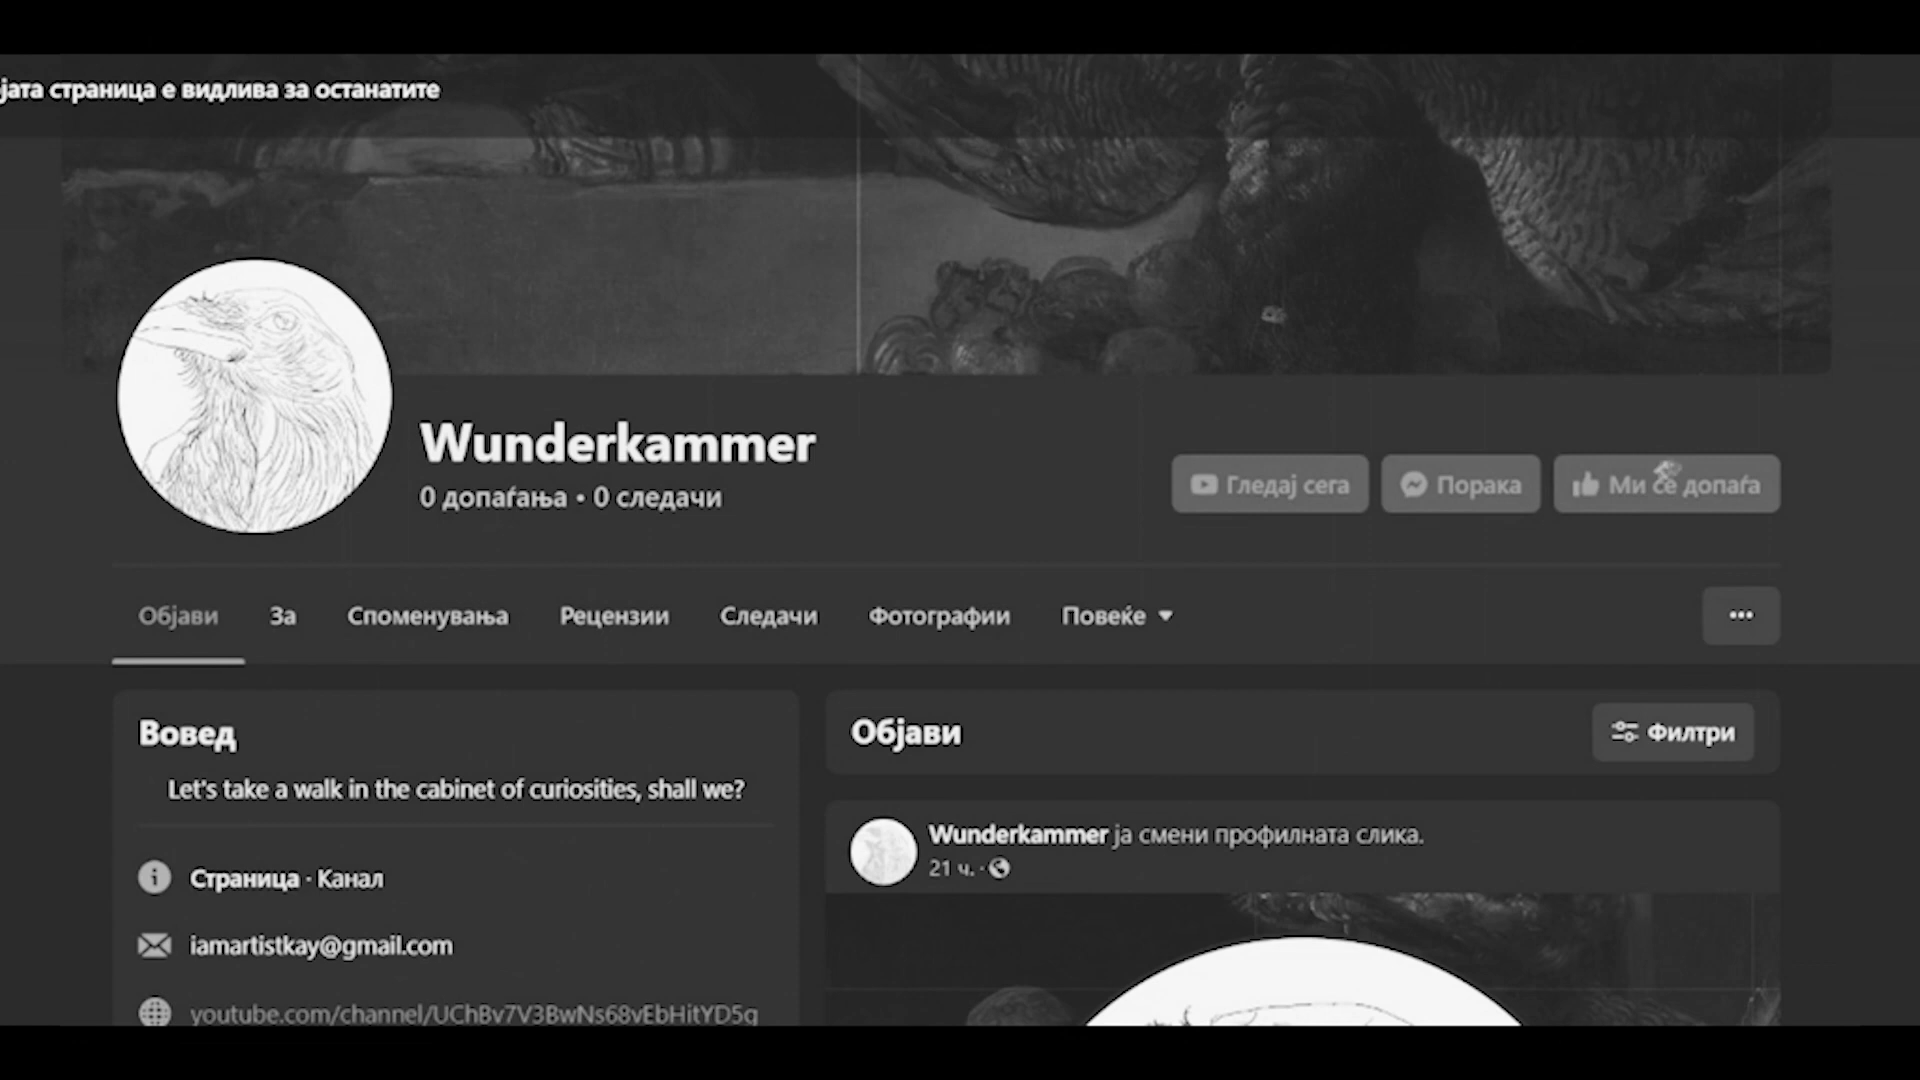 страница е видлива за останатите
Wunderkammer
0 допаѓања • 0 следачи
Гледај сега
Порака
Ми се допаѓа
Објави
За
Споменувања
Рецензии
Следачи
Фотографии
Повеќе
Вовед
Let's take a walk in the cabinet of curiosities, shall we?
Страница · Канал
iamartistkay@gmail.com
youtube.com/channel/UChBv7V3BwNs68vEbHitYD5g
Објави
Филтри
Wunderkammer ја смени профилната слика.
21 ч. ·